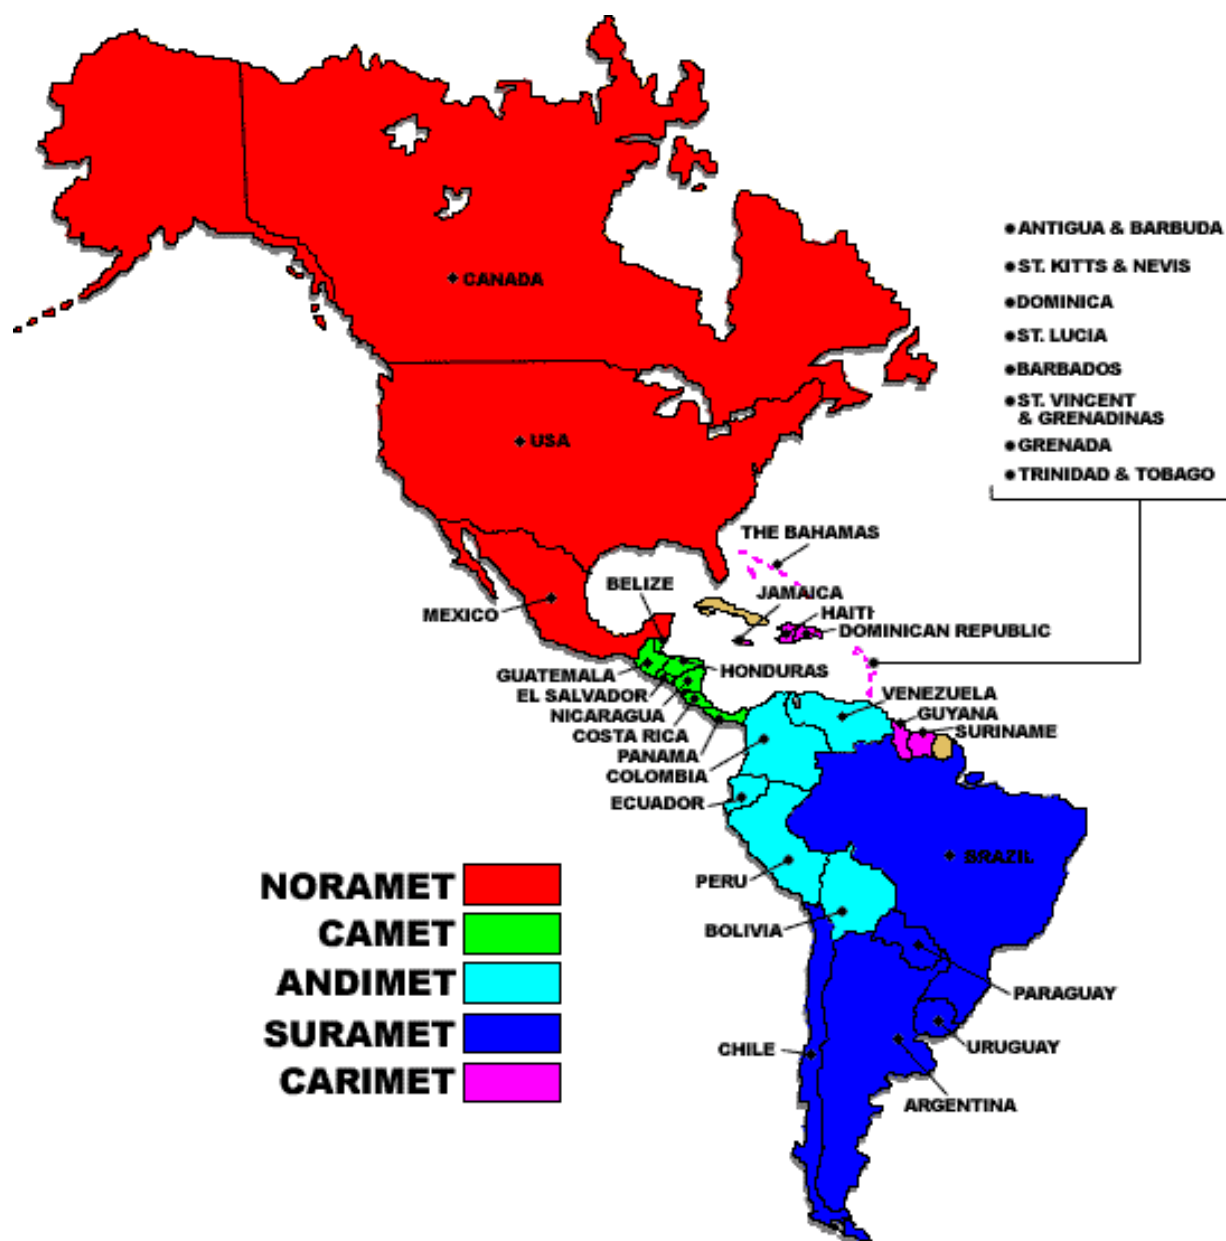 ANTIGUA & BARBUDA
ST. KITTS & NEVIS
CANADA
DOMINICA
ST. LUCIA
BARBADOS
ST. VINCENT
& GRENADINAS
USA
GRENADA
TRINIDAD & TOBAGO
THE BAHAMAS
BELIZE
JAMAICA
MEXICO
HAITI
DOMINICAN REPUBLIC
GUATEMALA
HONDURAS
EL SALVADOR
VENEZUELA
NICARAGUA
GUYANA
COSTA RICA
SURINAME
PANAMA
COLOMBIA
ECUADOR
BRAZIL
PERU
NORAMET
CAMET
BOLIVIA
ANDIMET
PARAGUAY
SURAMET
CHILE
URUGUAY
CARIMET
ARGENTINA